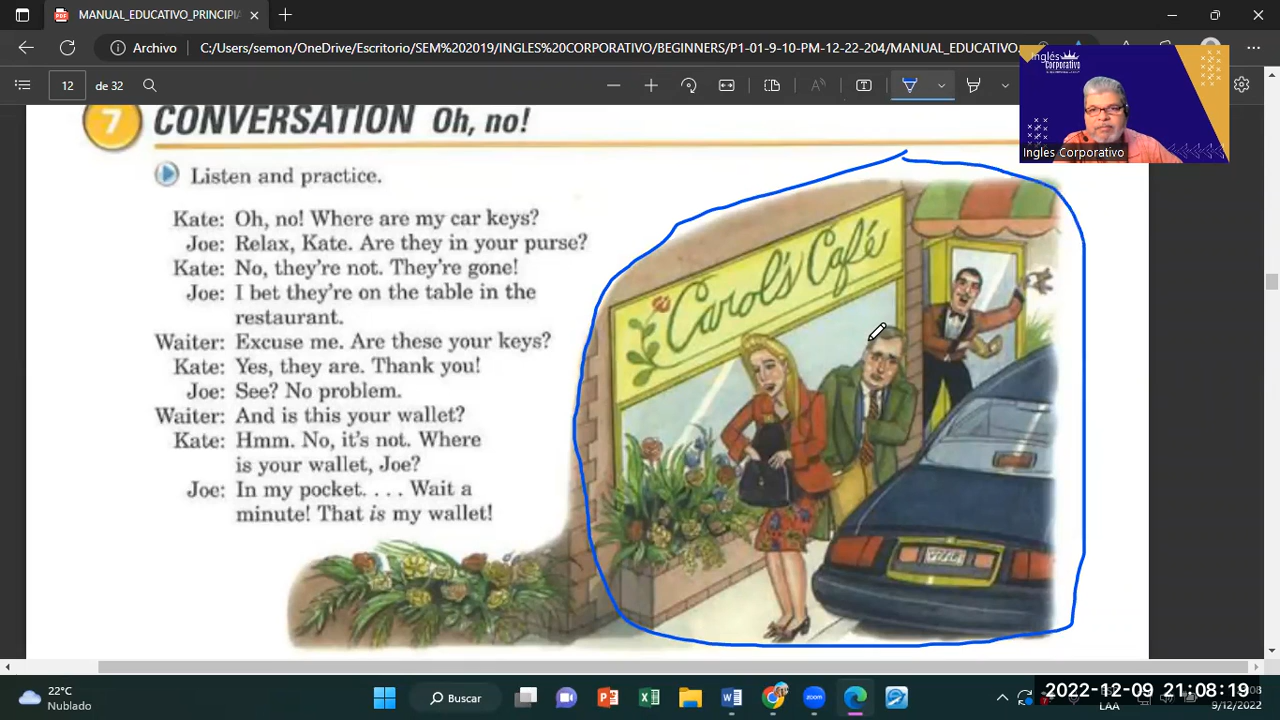 MANUAL_EDUCATIVO_PRINCIPIA
Archivo
C:/Users/semon/OneDrive/Escritorio/SEM%202019/INGLES%20CORPORATIVO/BEGINNERS/P1-01-9-10-PM-12-22-204/MANUAL_EDUCATIVO...
12
de 32
Inglés
Corporativo
Ingles Corporativo
7 CONVERSATION Oh, no!
Listen and practice.
Kate: Oh, no! Where are my car keys?
Joe: Relax, Kate. Are they in your purse?
Kate: No, they're not. They're gone!
Joe: I bet they're on the table in the
restaurant.
Waiter: Excuse me. Are these your keys?
Kate: Yes, they are. Thank you!
Joe: See? No problem.
Waiter: And is this your wallet?
Kate: Hmm. No, it's not. Where
is your wallet, Joe?
Joe: In my pocket. . . . Wait a
minute! That is my wallet!
Carol's Café
22°C
Nublado
Buscar
LAA
2022-12-09 21:08:19
9/12/2022